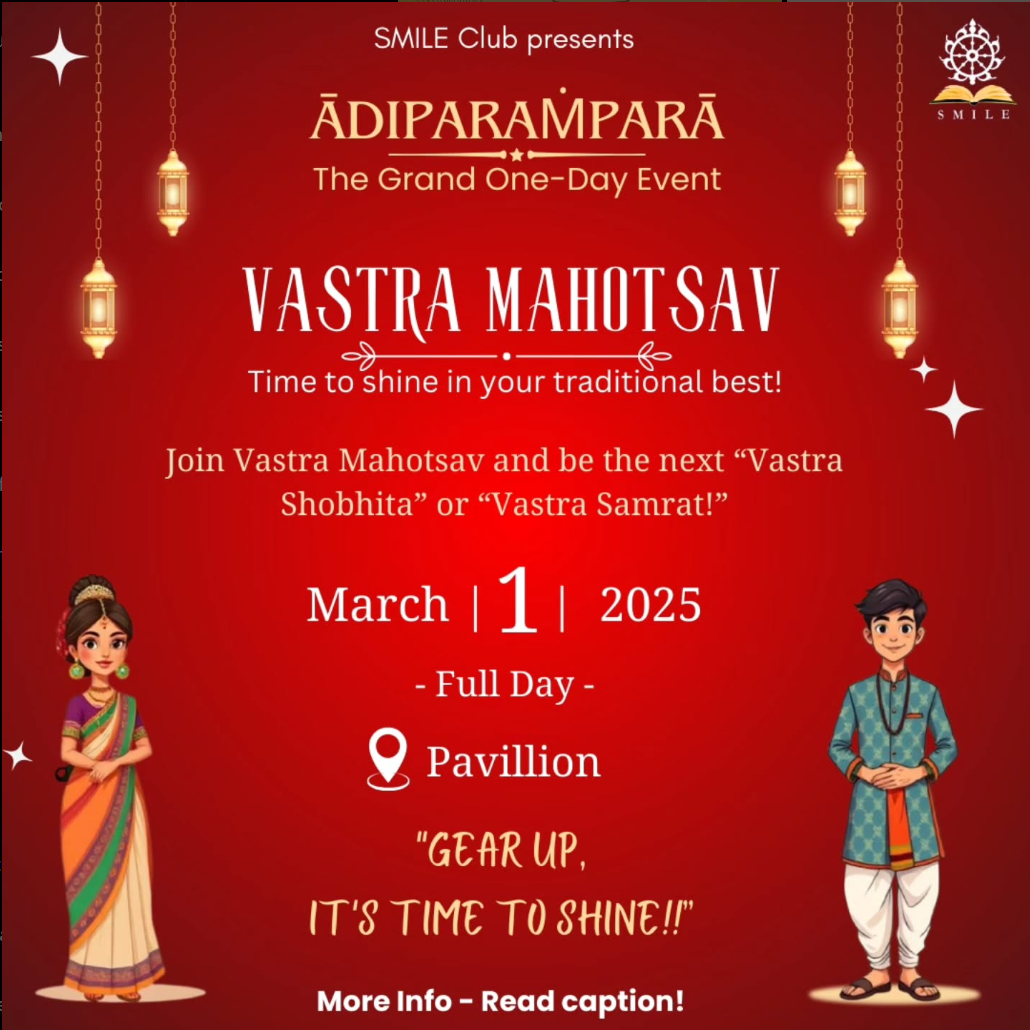 SMILE Club presents
SMILE
ĀDIPARAṀPARĀ
The Grand One-Day Event
VASTRA MAHOTSAV
Time to shine in your traditional best!
Join Vastra Mahotsav and be the next “Vastra
Shobhita” or “Vastra Samrat!”
March | 1 | 2025
- Full Day -
Pavillion
"GEAR UP,
IT'S TIME TO SHINE!!”
More Info - Read caption!